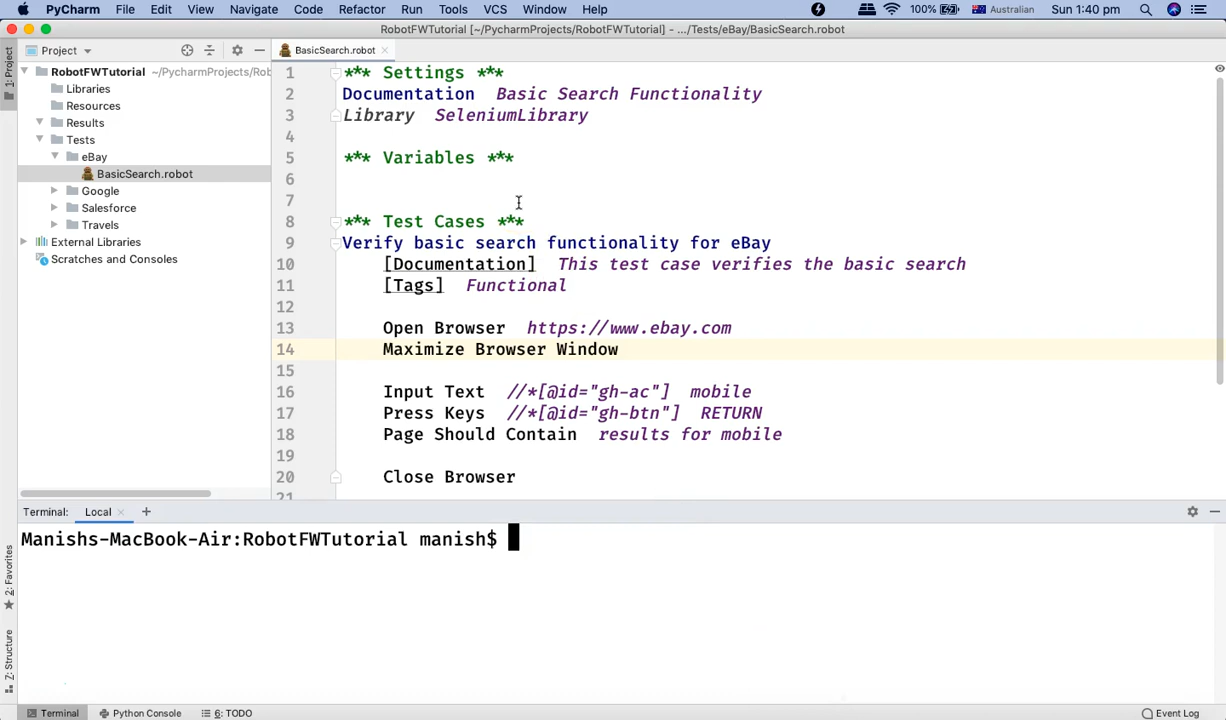 PyCharm File Edit View Navigate Code Refactor Run Tools VCS Window Help 100% Australian Sun 1:40 pm
RobotFWTutorial [~/PycharmProjects/RobotFWTutorial] - .../Tests/eBay/BasicSearch.robot
1: Project
Project
BasicSearch.robot
RobotFWTutorial ~/PycharmProjects/Rob
Libraries
Resources
Results
Tests
eBay
BasicSearch.robot
Google
Salesforce
Travels
External Libraries
Scratches and Consoles
1 *** Settings ***
2 Documentation Basic Search Functionality
3 Library SeleniumLibrary
4
5 *** Variables ***
6
7
8 *** Test Cases ***
9 Verify basic search functionality for eBay
10 [Documentation] This test case verifies the basic search
11 [Tags] Functional
12
13 Open Browser https://www.ebay.com
14 Maximize Browser Window
15
16 Input Text //*[@id="gh-ac"] mobile
17 Press Keys //*[@id="gh-btn"] RETURN
18 Page Should Contain results for mobile
19
20 Close Browser
21
Terminal: Local +
Manishs-MacBook-Air:RobotFWTutorial manish$
2: Favorites
Z: Structure
Terminal Python Console 6: TODO Event Log